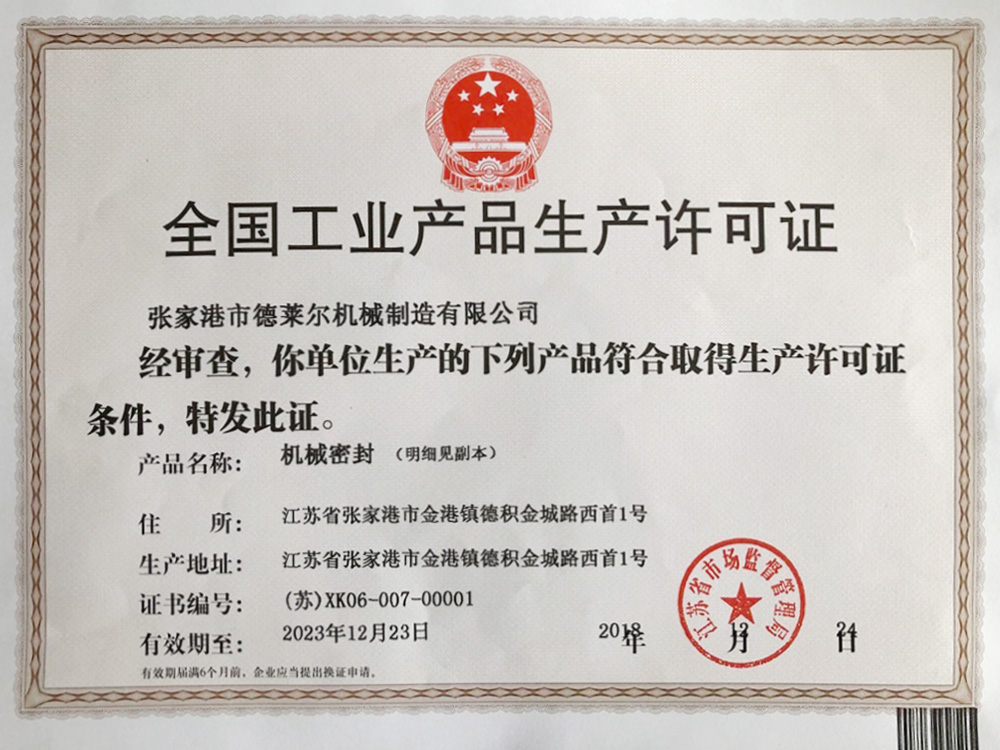 全国工业产品生产许可证
张家港市德莱尔机械制造有限公司
经审查，你单位生产的下列产品符合取得生产许可证
条件，特发此证。
产品名称： 机械密封 （明细见副本）
住 所： 江苏省张家港市金港镇德积金城路西首1号
生产地址： 江苏省张家港市金港镇德积金城路西首1号
证书编号： (苏)XK06-007-00001
有效期至： 2023年12月23日
2018年 12月 24日
江苏省市场监督管理局
有效期届满6个月前，企业应当提出换证申请。